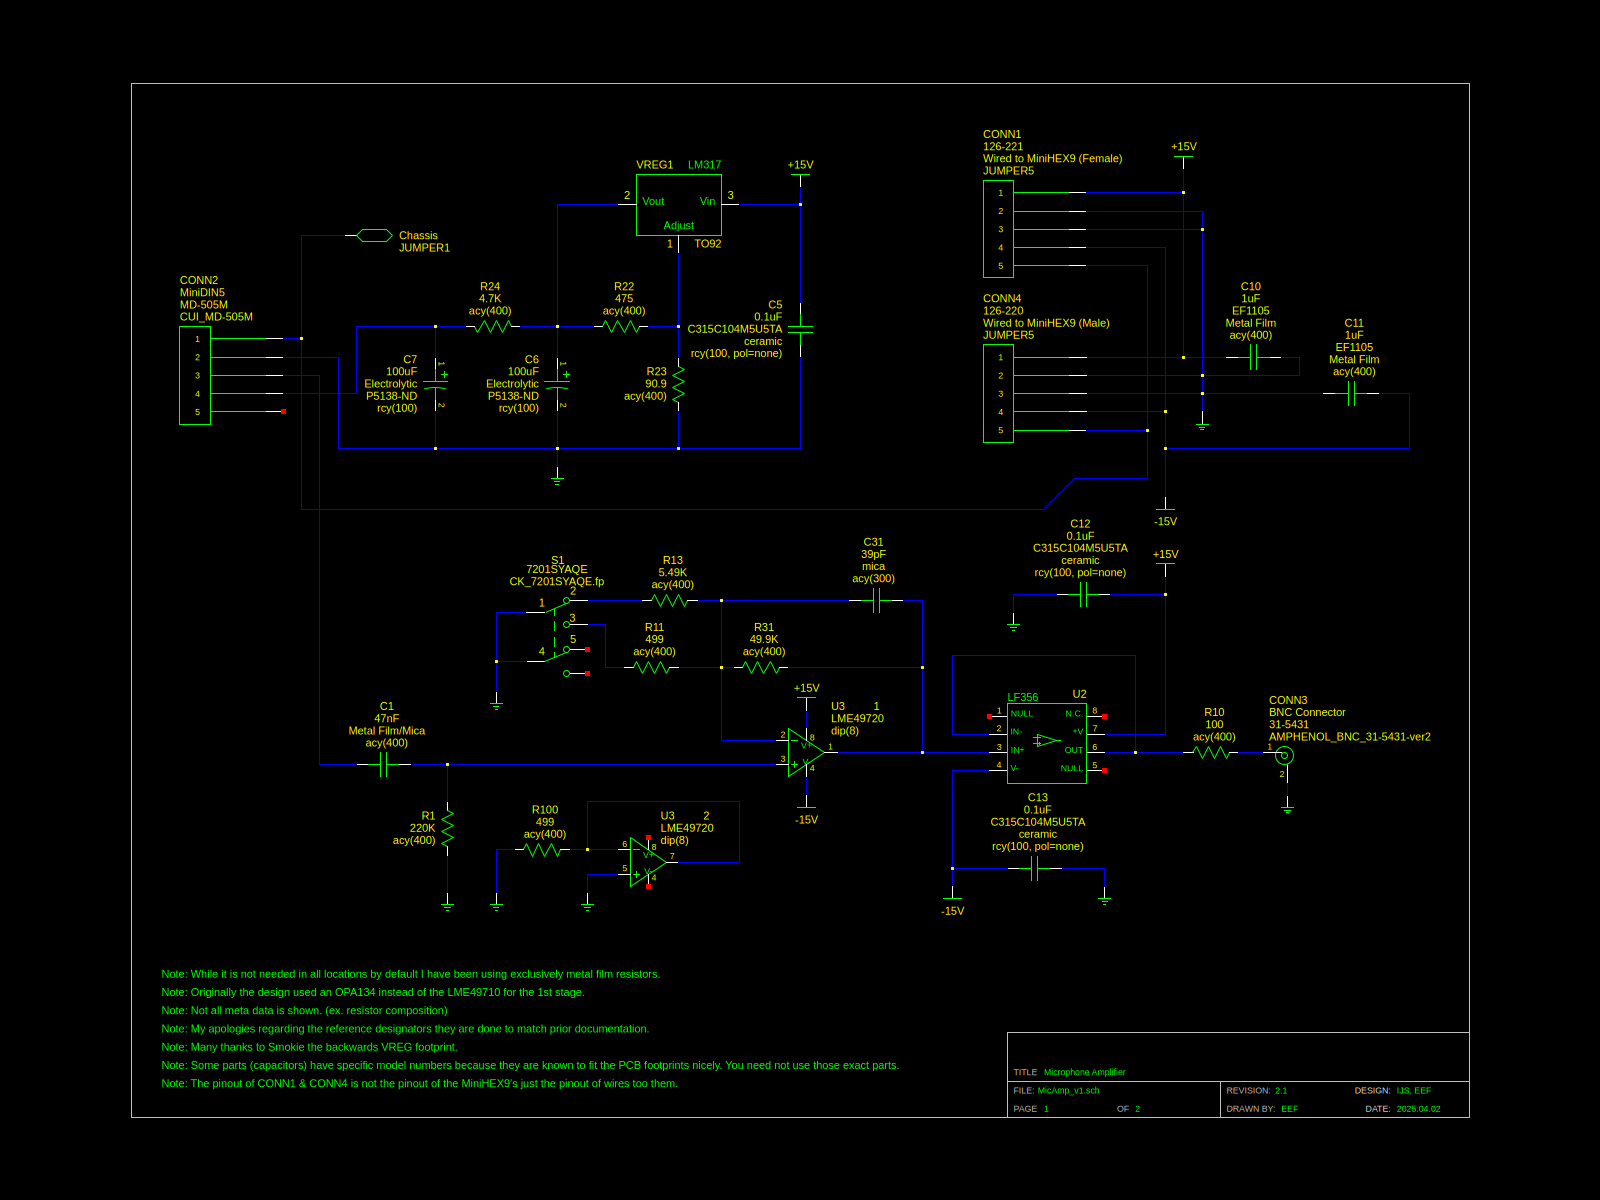 CONN1
126-221
Wired to MiniHEX9 (Female)
JUMPER5
1
2
3
4
5
+15V
VREG1 LM317
2 Vout Vin 3
Adjust
1 TO92
+15V
Chassis
JUMPER1
CONN2
MiniDIN5
MD-505M
CUI_MD-505M
1
2
3
4
5
R24
4.7K
acy(400)
R22
475
acy(400)
C5
0.1uF
C315C104M5U5TA
ceramic
rcy(100, pol=none)
C7
100uF
Electrolytic
P5138-ND
rcy(100)
1
+
2
C6
100uF
Electrolytic
P5138-ND
rcy(100)
1
+
2
R23
90.9
acy(400)
CONN4
126-220
Wired to MiniHEX9 (Male)
JUMPER5
1
2
3
4
5
C10
1uF
EF1105
Metal Film
acy(400)
C11
1uF
EF1105
Metal Film
acy(400)
-15V
C12
0.1uF
C315C104M5U5TA
ceramic
rcy(100, pol=none)
+15V
S1
7201SYAQE
CK_7201SYAQE.fp
1
2
3
4
5
R13
5.49K
acy(400)
C31
39pF
mica
acy(300)
R11
499
acy(400)
R31
49.9K
acy(400)
+15V
U3 1
LME49720
dip(8)
2
3
8
V+
V-
4
1
-15V
C1
47nF
Metal Film/Mica
acy(400)
R1
220K
acy(400)
R100
499
acy(400)
U3 2
LME49720
dip(8)
6
5
8
V+
V-
4
7
LF356 U2
1 NULL N.C. 8
2 IN- +V 7
3 IN+ OUT 6
4 V- NULL 5
R10
100
acy(400)
CONN3
BNC Connector
31-5431
AMPHENOL_BNC_31-5431-ver2
1
2
C13
0.1uF
C315C104M5U5TA
ceramic
rcy(100, pol=none)
-15V
Note: While it is not needed in all locations by default I have been using exclusively metal film resistors.
Note: Originally the design used an OPA134 instead of the LME49710 for the 1st stage.
Note: Not all meta data is shown. (ex. resistor composition)
Note: My apologies regarding the reference designators they are done to match prior documentation.
Note: Many thanks to Smokie the backwards VREG footprint.
Note: Some parts (capacitors) have specific model numbers because they are known to fit the PCB footprints nicely. You need not use those exact parts.
Note: The pinout of CONN1 & CONN4 is not the pinout of the MiniHEX9's just the pinout of wires too them.
TITLE Microphone Amplifier
FILE: MicAmp_v1.sch REVISION: 2.1 DESIGN: IJS, EEF
PAGE 1 OF 2 DRAWN BY: EEF DATE: 2025.04.02